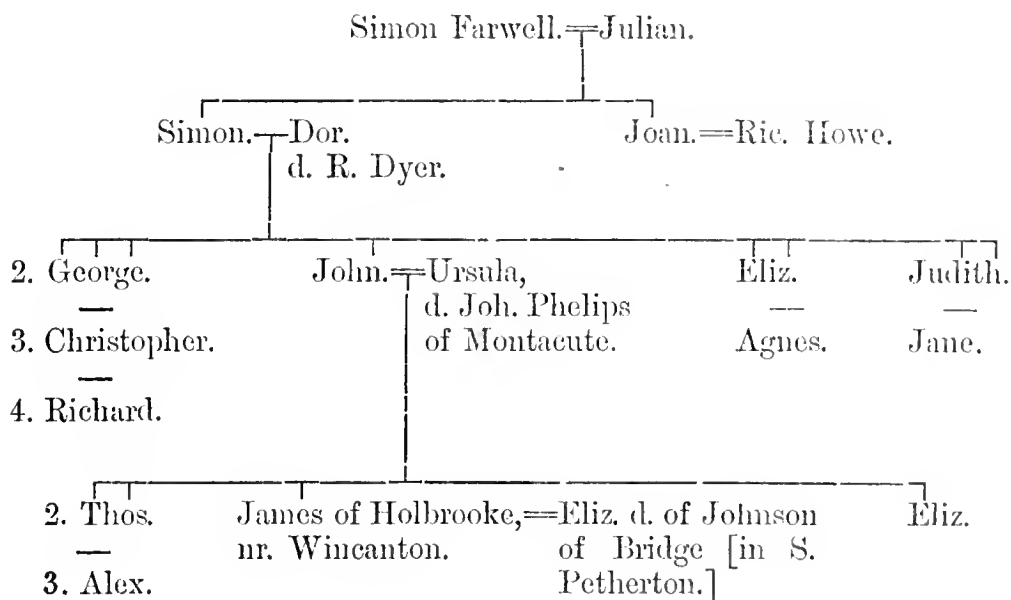 Simon Farwell.=Julian.
Simon.—Dor.
d. R. Dyer.
Joan.=Ric. Howe.
2. George.
—
3. Christopher.
—
4. Richard.
John.=Ursula,
d. Joh. Phelips
of Montacute.
Eliz.
—
Agnes.
Judith.
—
Jane.
2. Thos.
—
3. Alex.
James of Holbrooke,=Eliz. d. of Johnson
nr. Wincanton.
of Bridge [in S.
Petherton.]
Eliz.